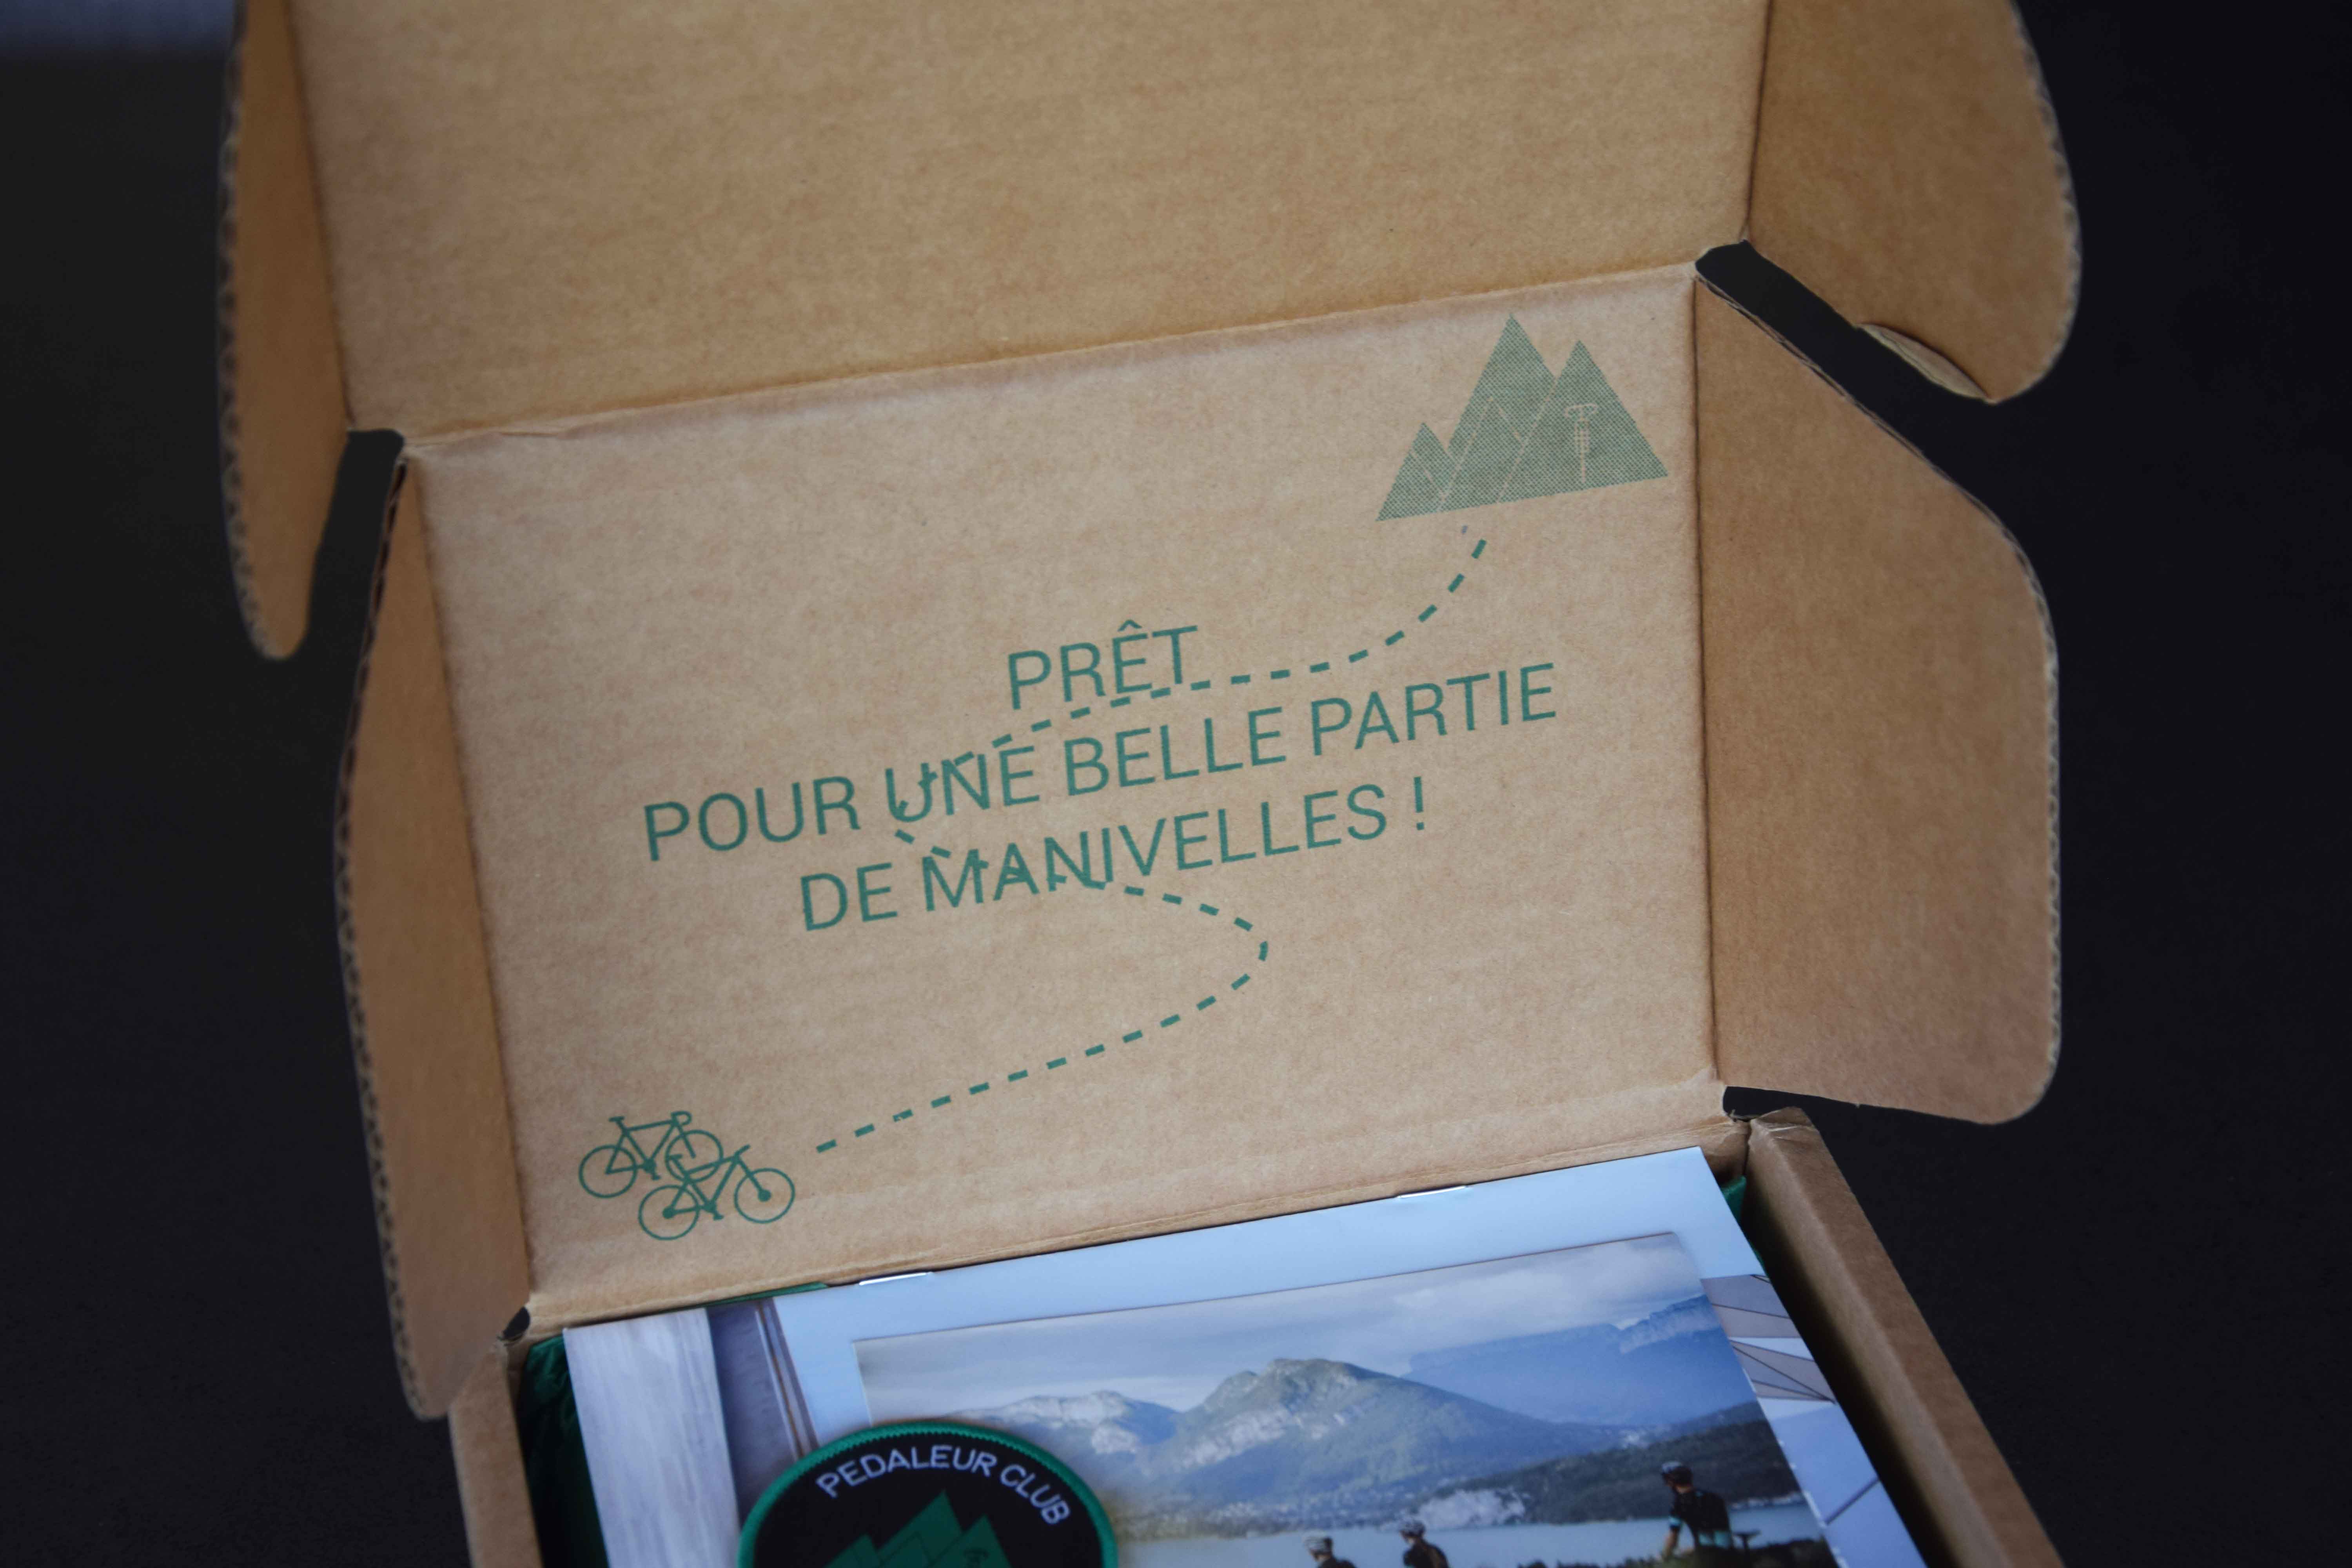 PRÊT
POUR UNE BELLE PARTIE
DE MANIVELLES !
PEDALEUR CLUB